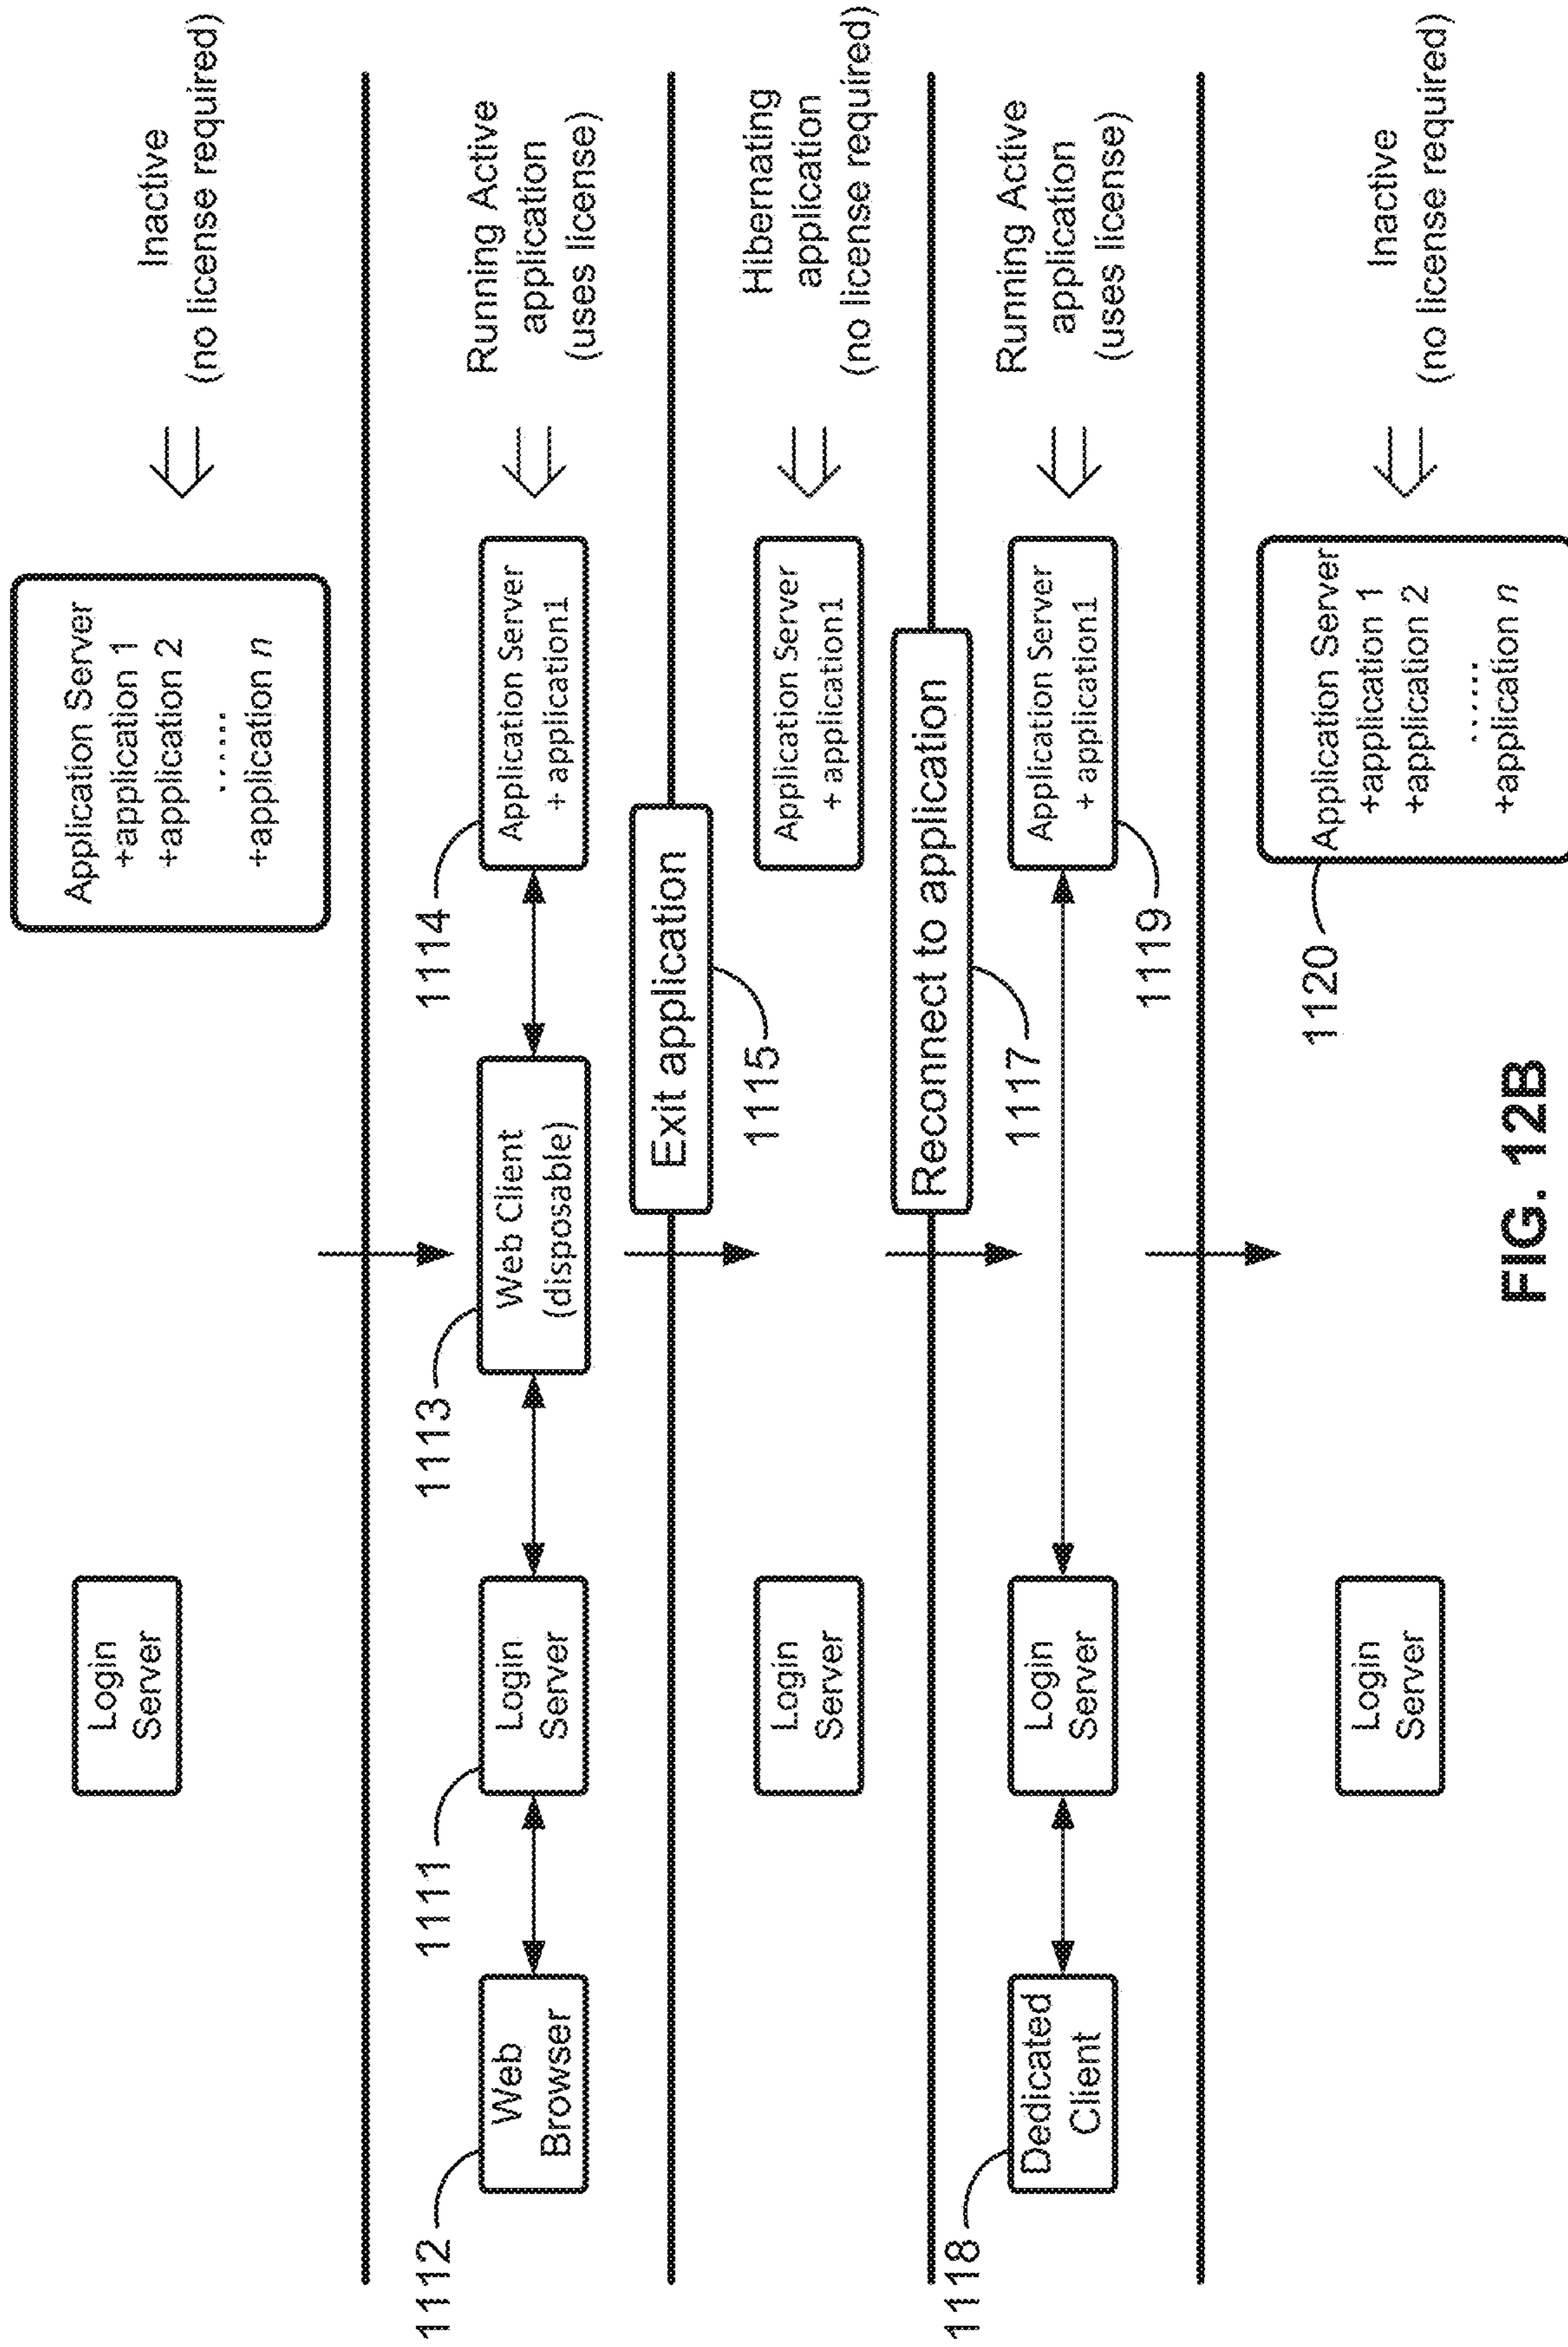 Login
Server
Application Server
+application 1
+application 2
......
+application n
Inactive
(no license required)
1112
1111
1113
1114
Web
Browser
Login
Server
Web Client
(disposable)
Application Server
+ application1
Running Active
application
(uses license)
Exit application
1115
Login
Server
Application Server
+ application1
Hibernating
application
(no license required)
Reconnect to application
1117
1118
Dedicated
Client
Login
Server
Application Server
+ application1
1119
Running Active
application
(uses license)
1120
Login
Server
Application Server
+application 1
+application 2
......
+application n
Inactive
(no license required)
FIG. 12B